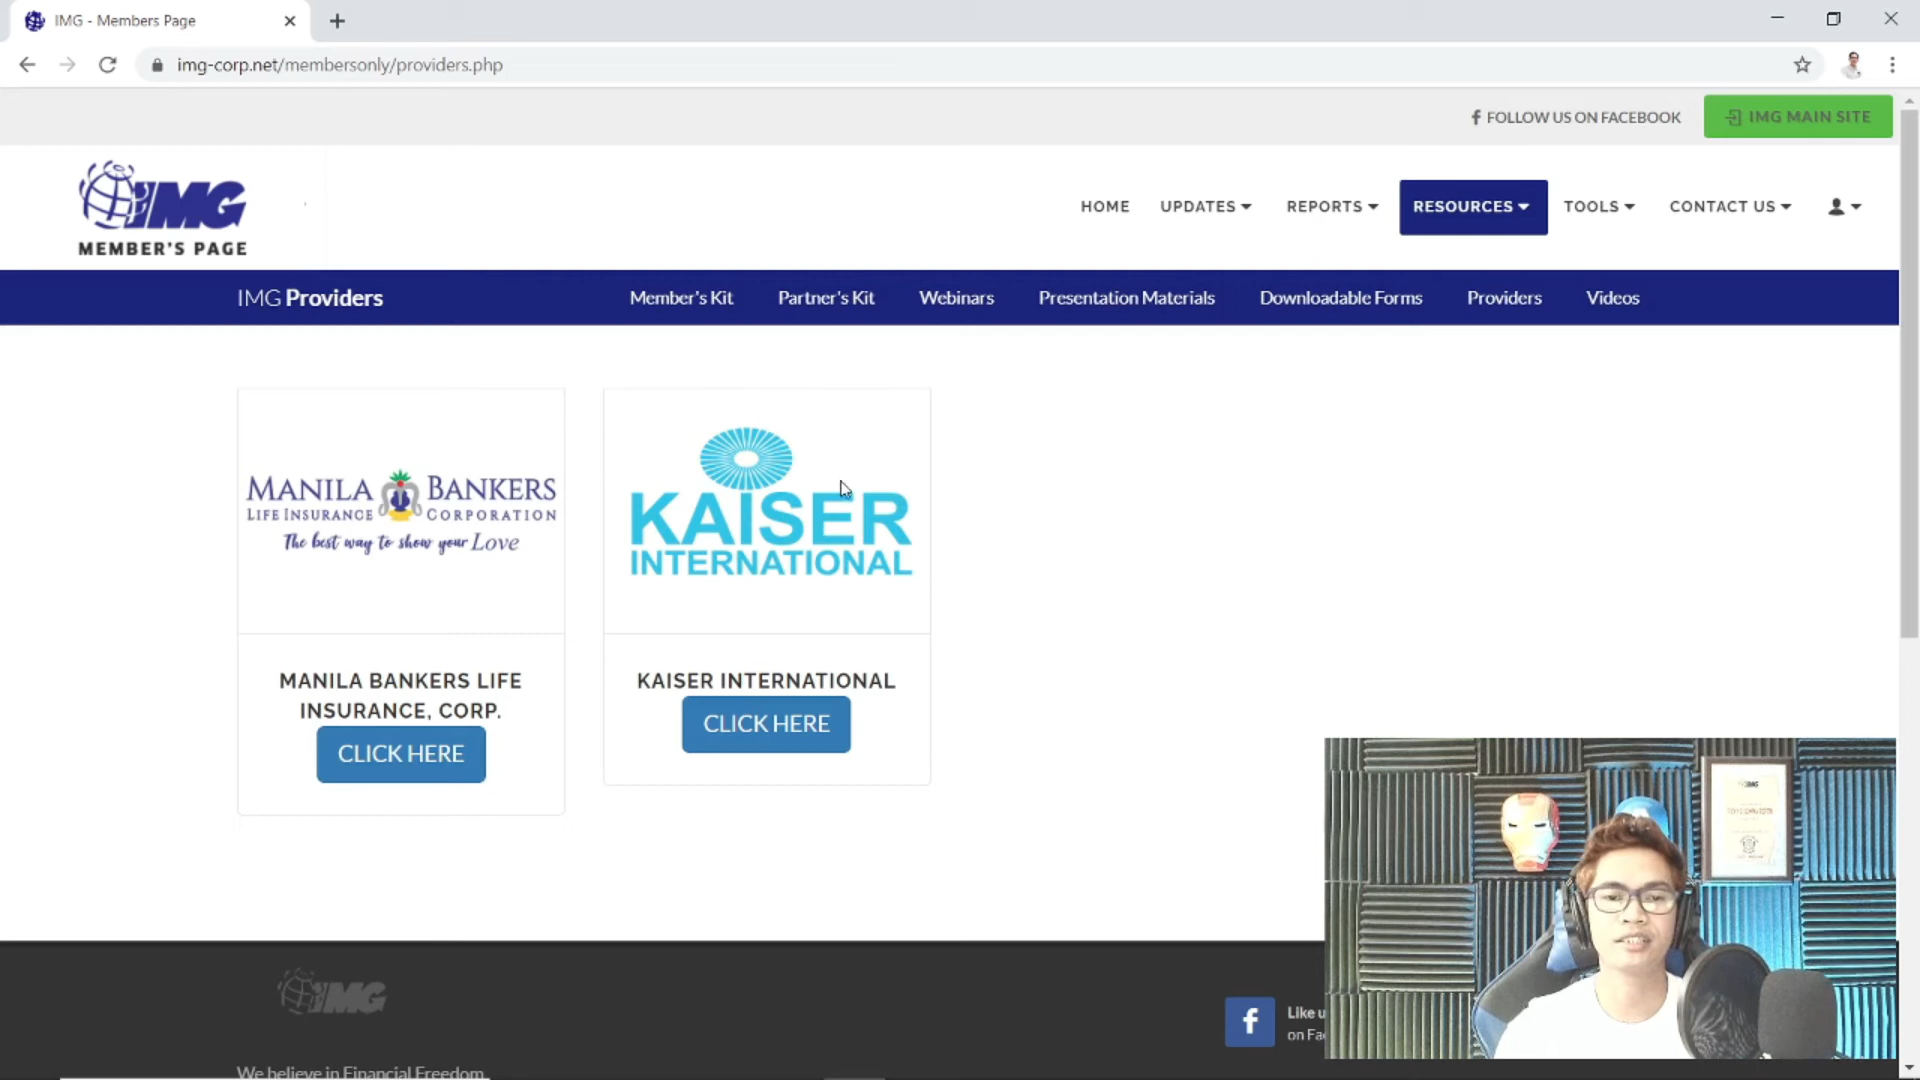 IMG - Members Page
img-corp.net/membersonly/providers.php
FOLLOW US ON FACEBOOK
IMG MAIN SITE
IMG
MEMBER'S PAGE
HOME
UPDATES
REPORTS
RESOURCES
TOOLS
CONTACT US
IMG Providers
Member's Kit
Partner's Kit
Webinars
Presentation Materials
Downloadable Forms
Providers
Videos
MANILA BANKERS
LIFE INSURANCE CORPORATION
The best way to show your Love
KAISER
INTERNATIONAL
MANILA BANKERS LIFE
INSURANCE, CORP.
CLICK HERE
KAISER INTERNATIONAL
CLICK HERE
IMG
We believe in Financial Freedom.
f
Like
on